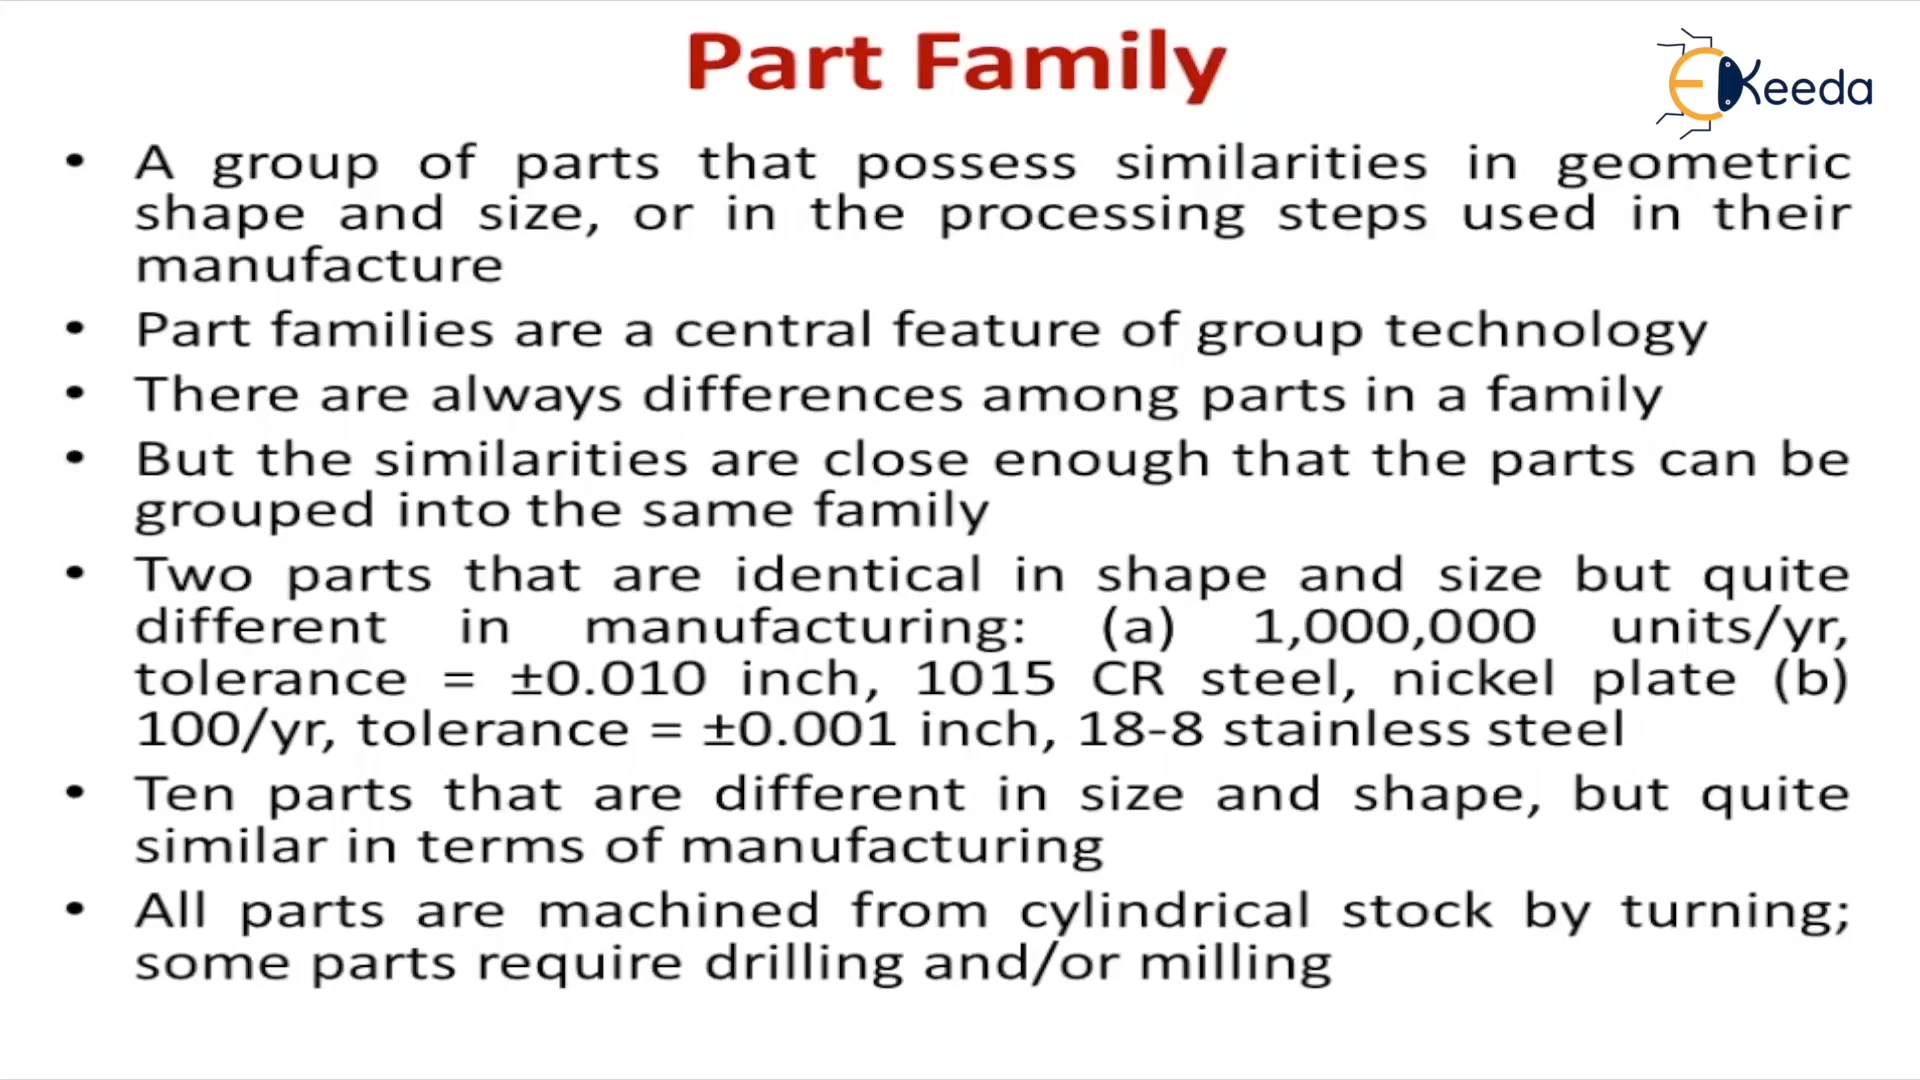 Part Family
EKeeda
• A group of parts that possess similarities in geometric
shape and size, or in the processing steps used in their
manufacture
• Part families are a central feature of group technology
• There are always differences among parts in a family
• But the similarities are close enough that the parts can be
grouped into the same family
• Two parts that are identical in shape and size but quite
different in manufacturing: (a) 1,000,000 units/yr,
tolerance = ±0.010 inch, 1015 CR steel, nickel plate (b)
100/yr, tolerance = ±0.001 inch, 18-8 stainless steel
• Ten parts that are different in size and shape, but quite
similar in terms of manufacturing
• All parts are machined from cylindrical stock by turning;
some parts require drilling and/or milling